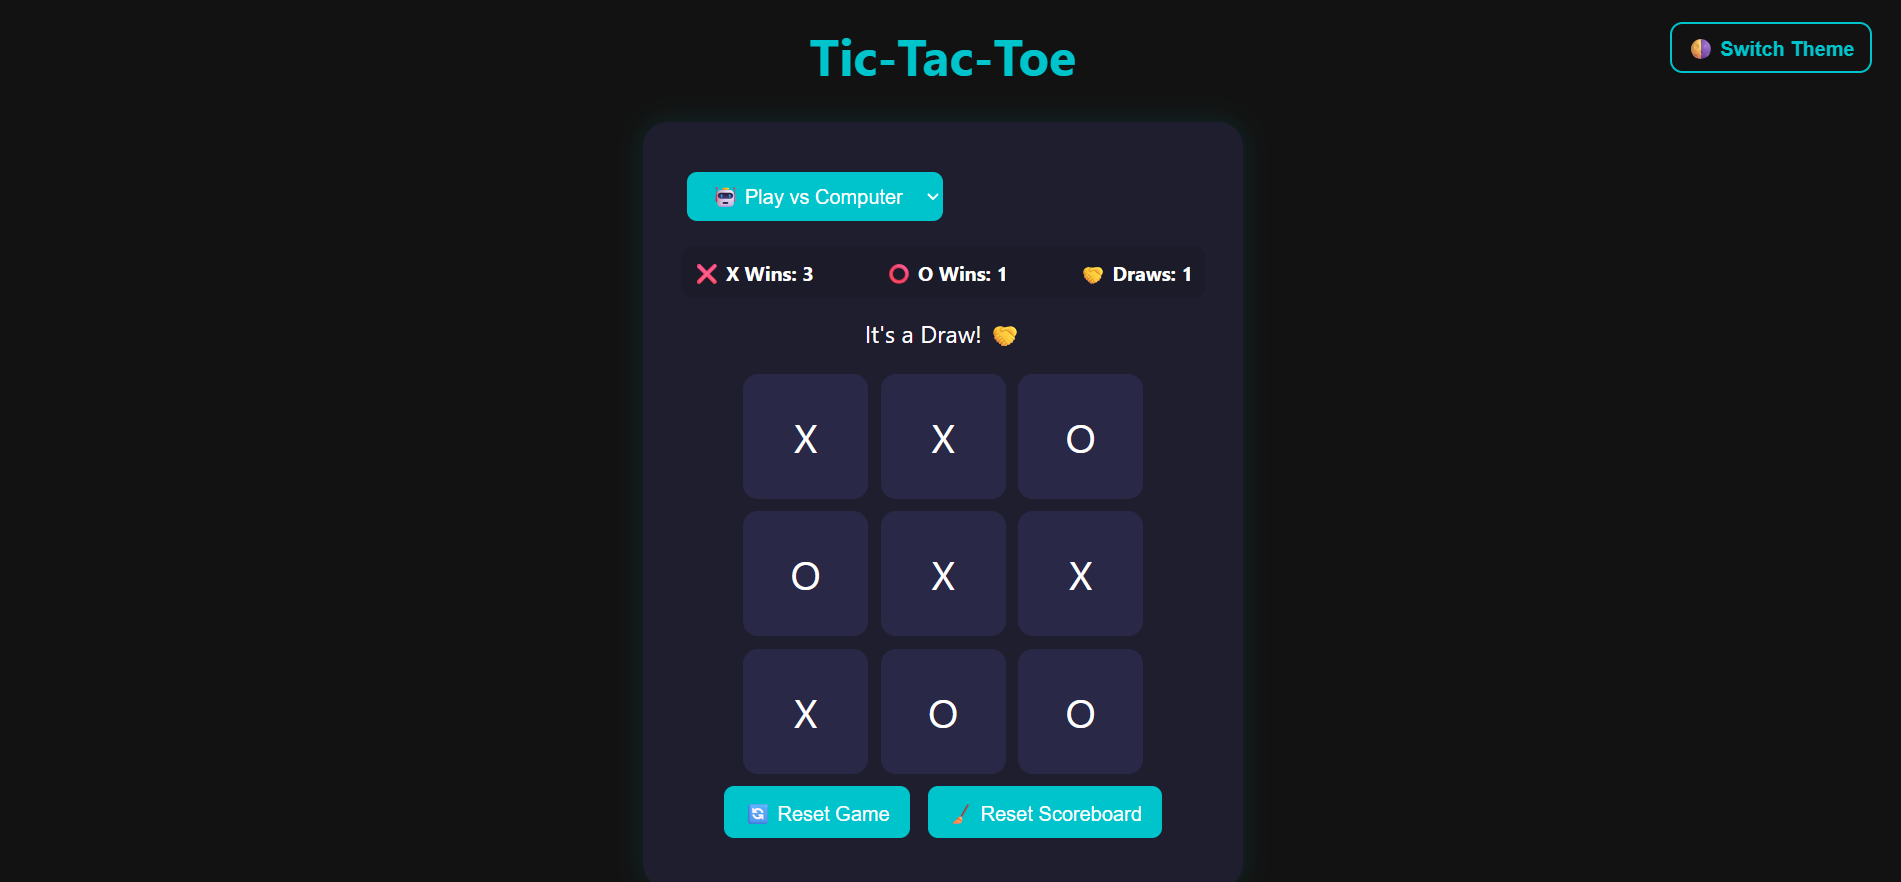 Tic-Tac-Toe
Switch Theme
Play vs Computer
X Wins: 3 O Wins: 1 Draws: 1
It's a Draw!
X X O
O X X
X O O
Reset Game Reset Scoreboard